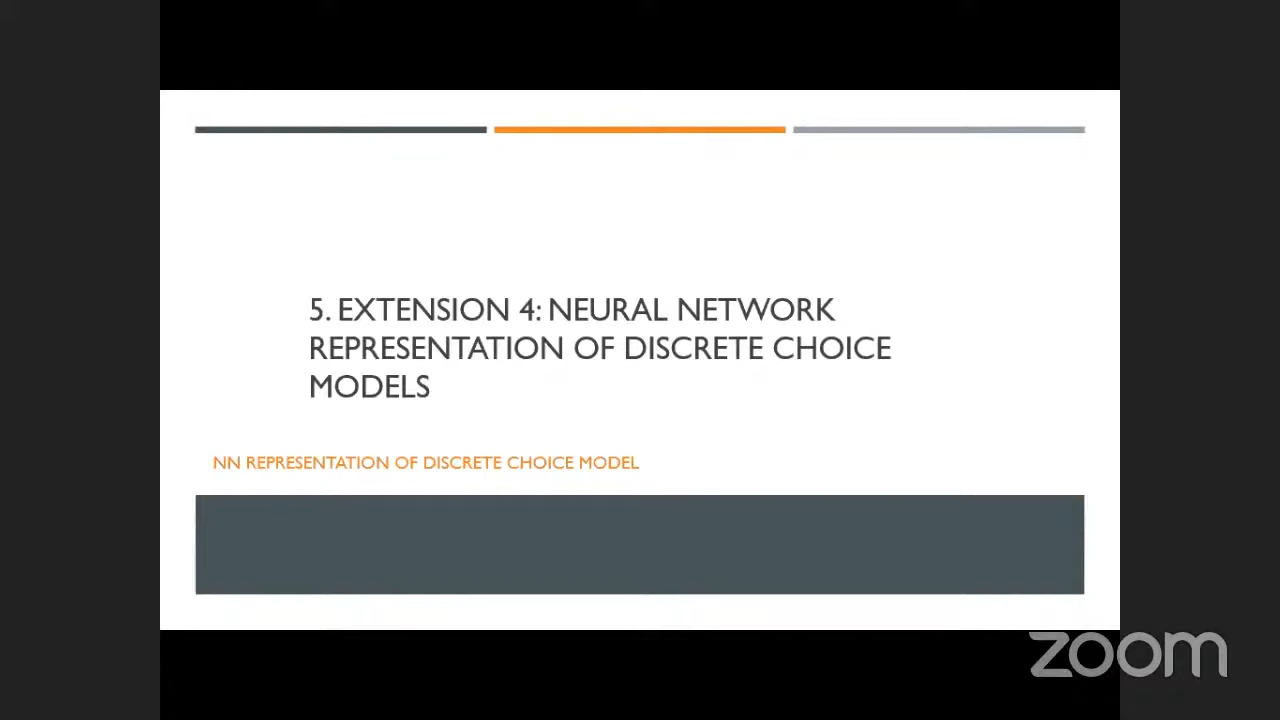 5. EXTENSION 4: NEURAL NETWORK
REPRESENTATION OF DISCRETE CHOICE
MODELS
NN REPRESENTATION OF DISCRETE CHOICE MODEL
zoom